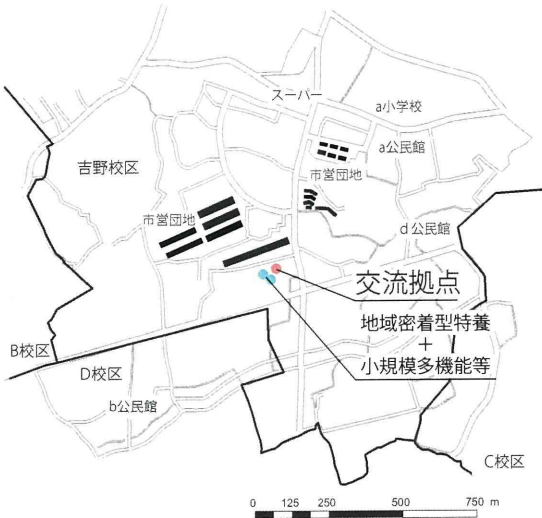 スーパー
a小学校
a公民館
吉野校区
市営団地
市営団地
d公民館
交流拠点
地域密着型特養
+
小規模多機能等
B校区
D校区
b公民館
C校区
0 125 250 500 750 m